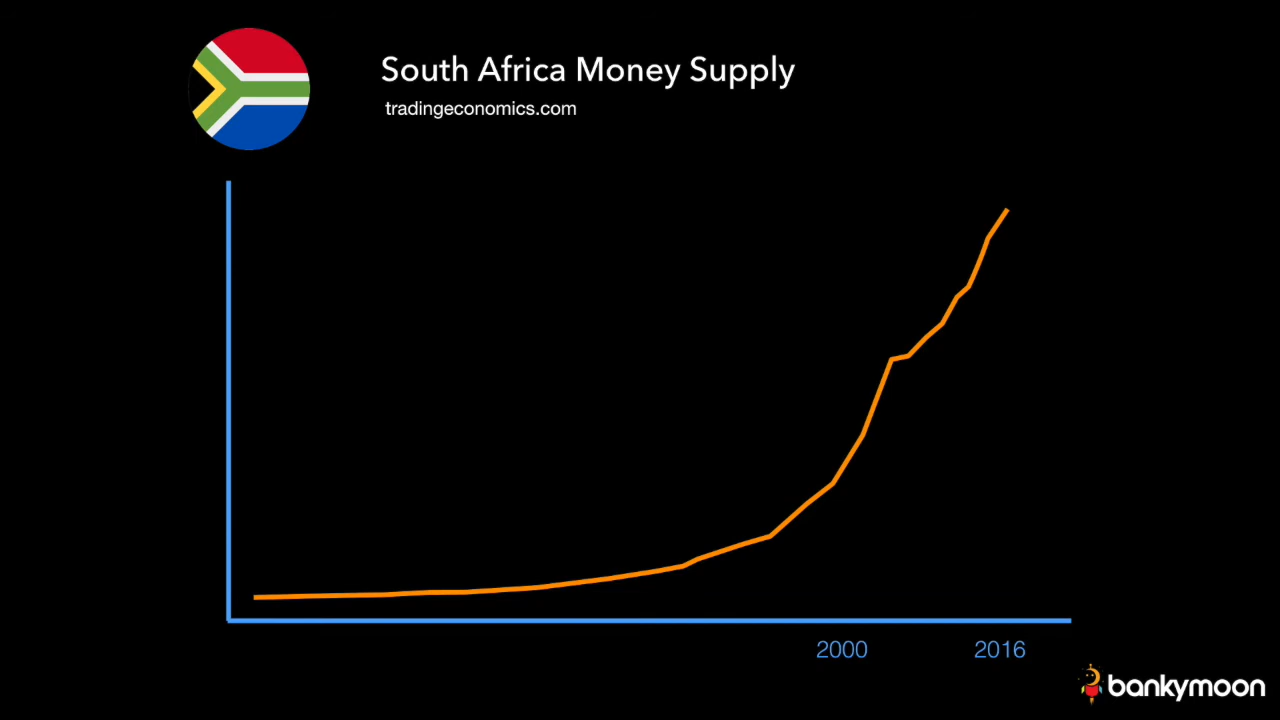 South Africa Money Supply
tradingeconomics.com
2000
2016
bankymoon